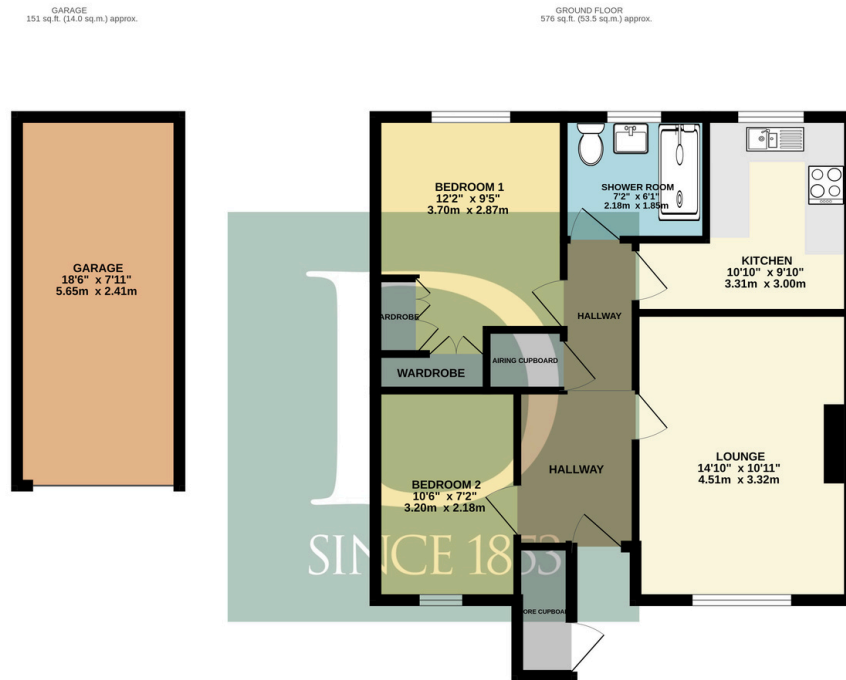 GARAGE
151 sq.ft. (14.0 sq.m.) approx.
GROUND FLOOR
576 sq.ft. (53.5 sq.m.) approx.
BEDROOM 1
12'2" x 9'5"
3.70m x 2.87m
SHOWER ROOM
7'2" x 6'1"
2.18m x 1.85m
KITCHEN
10'10" x 9'10"
3.31m x 3.00m
GARAGE
18'6" x 7'11"
5.65m x 2.41m
HALLWAY
ARDROBE
AIRING CUPBOARD
WARDROBE
LOUNGE
14'10" x 10'11"
4.51m x 3.32m
HALLWAY
BEDROOM 2
10'6" x 7'2"
3.20m x 2.18m
D
SINCE 1853
ORE CUPBOA